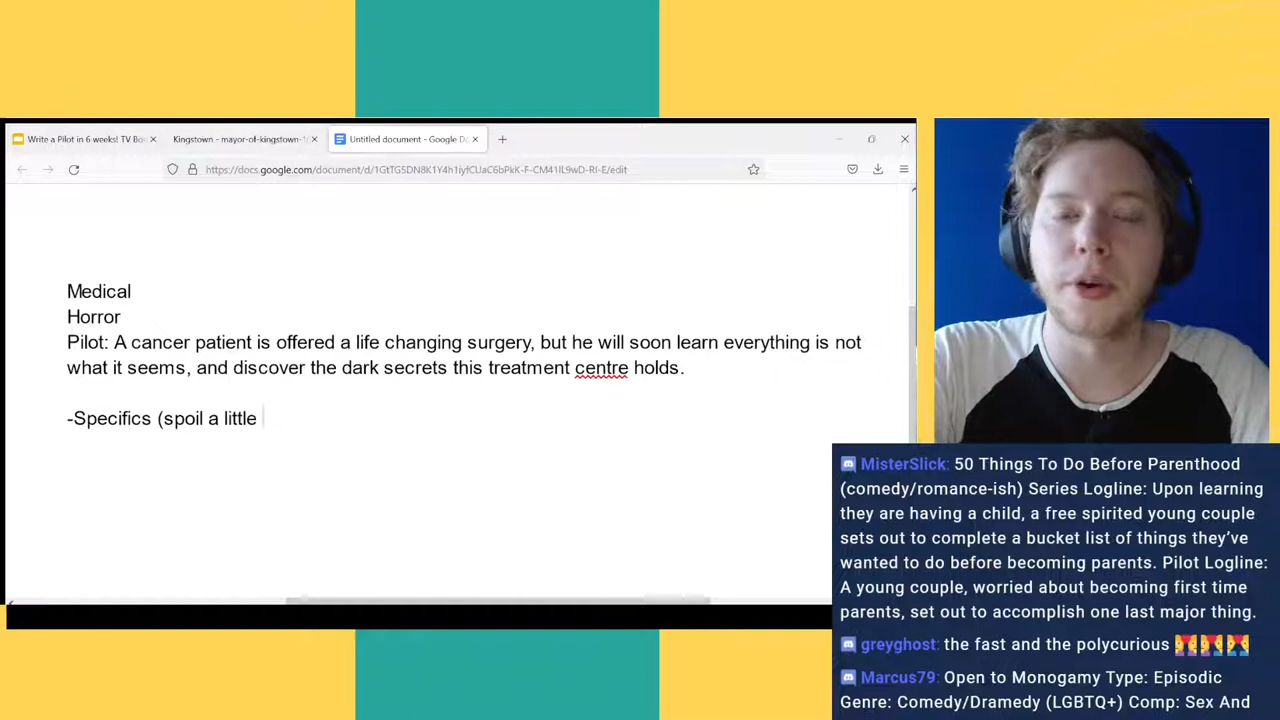 Write a Pilot in 6 weeks! TV Bo
Kingstown - mayor-of-kingstown-
Untitled document - Google D
https://docs.google.com/document/d/1GtTG5DN8K1Y4h1iyfCUaC6bPkK-F-CM41lL9wD-RI-E/edit
Medical
Horror
Pilot: A cancer patient is offered a life changing surgery, but he will soon learn everything is not
what it seems, and discover the dark secrets this treatment centre holds.
-Specifics (spoil a little
MisterSlick: 50 Things To Do Before Parenthood
(comedy/romance-ish) Series Logline: Upon learning
they are having a child, a free spirited young couple
sets out to complete a bucket list of things they've
wanted to do before becoming parents. Pilot Logline:
A young couple, worried about becoming first time
parents, set out to accomplish one last major thing.
greyghost: the fast and the polycurious
Marcus79: Open to Monogamy Type: Episodic
Genre: Comedy/Dramedy (LGBTQ+) Comp: Sex And